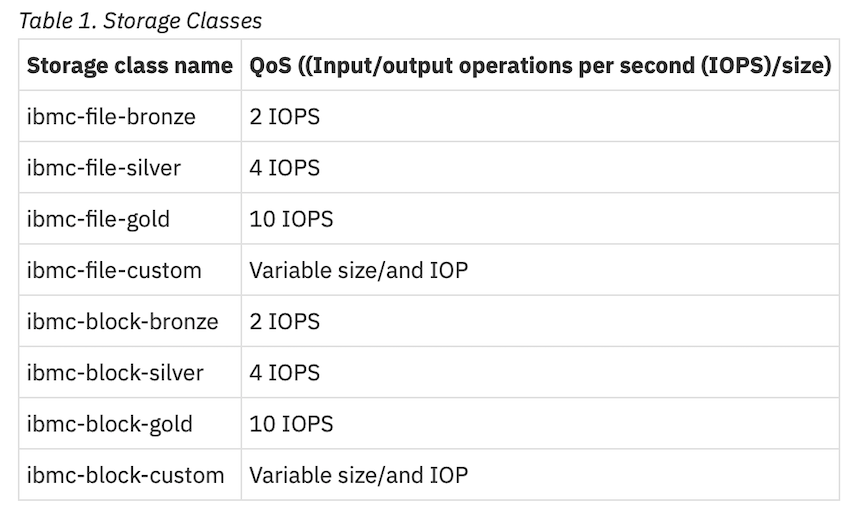 Table 1. Storage Classes
Storage class name QoS ((Input/output operations per second (IOPS)/size)
ibmc-file-bronze 2 IOPS
ibmc-file-silver 4 IOPS
ibmc-file-gold 10 IOPS
ibmc-file-custom Variable size/and IOP
ibmc-block-bronze 2 IOPS
ibmc-block-silver 4 IOPS
ibmc-block-gold 10 IOPS
ibmc-block-custom Variable size/and IOP